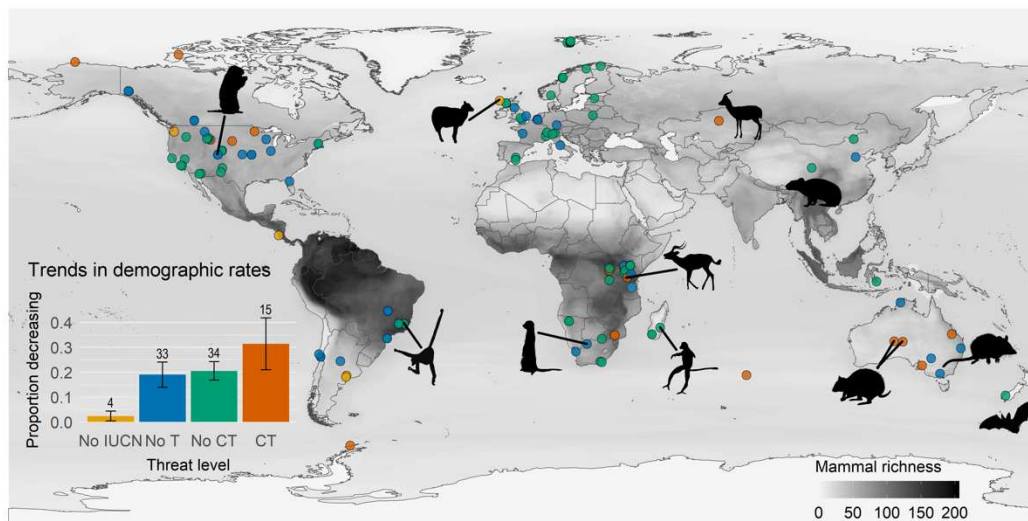 Trends in demographic rates
Proportion decreasing
0.4
0.3
0.2
0.1
0.0
4
33
34
15
No IUCN No T No CT CT
Threat level
Mammal richness
0 50 100 150 200